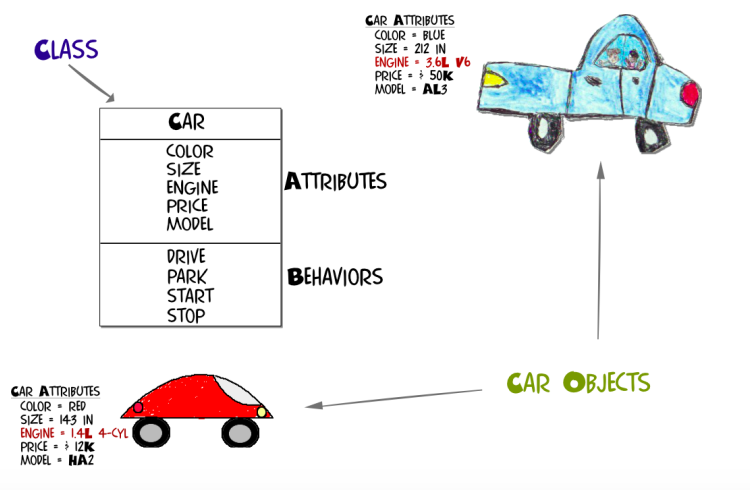 Class
Car
Color
Size
Engine
Price
Model
Attributes
Drive
Park
Start
Stop
Behaviors
Car Attributes
Color = Blue
Size = 212 in
Engine = 3.6L V6
Price = $ 50K
Model = AL3
Car Objects
Car Attributes
Color = Red
Size = 143 in
Engine = 1.4L 4-cyl
Price = $ 12K
Model = HA2